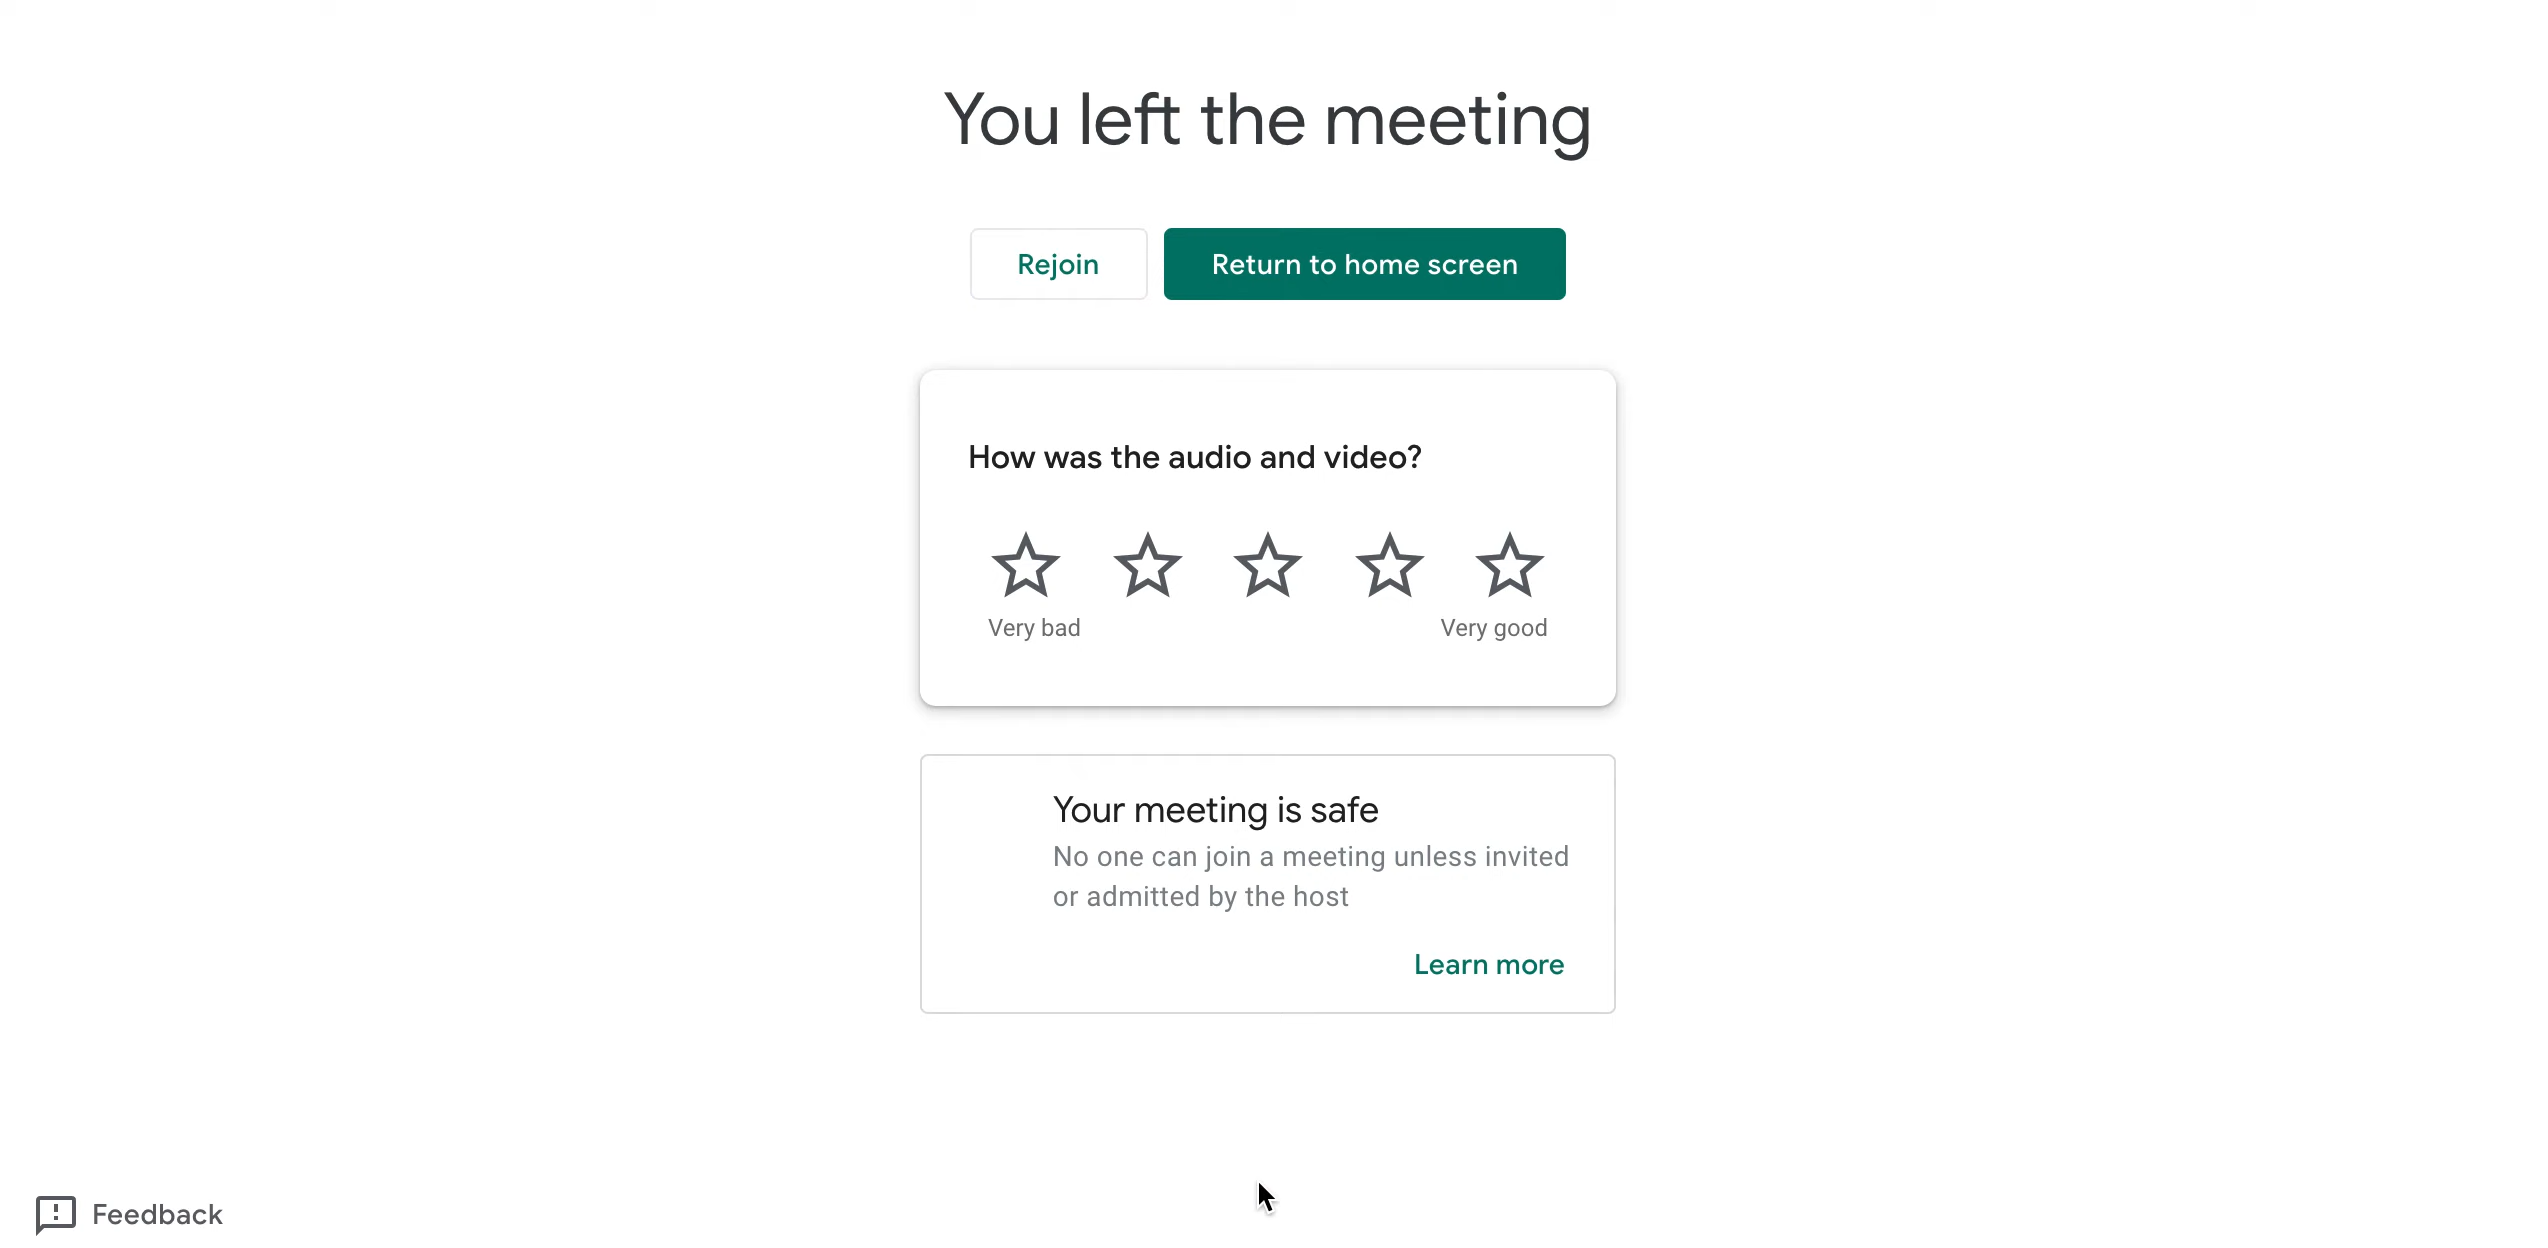 You left the meeting
Rejoin
Return to home screen
How was the audio and video?
Very bad
Very good
Your meeting is safe
No one can join a meeting unless invited
or admitted by the host
Learn more
Feedback